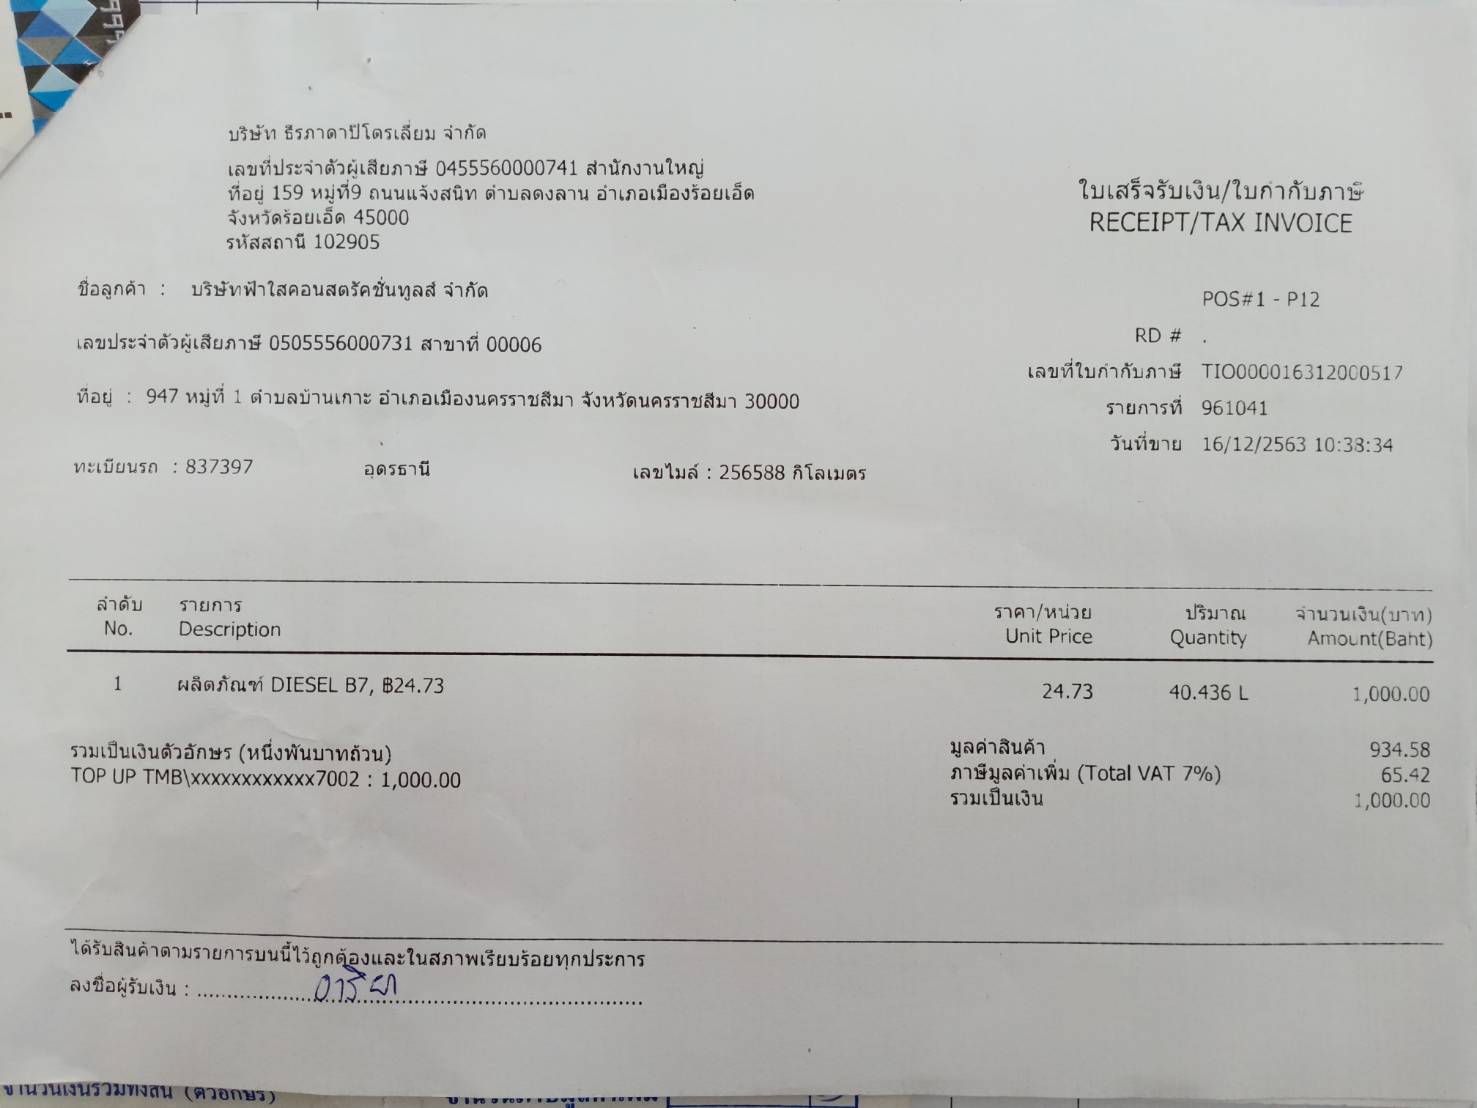 บริษัท ธีรภาดาปิโตรเลี่ยม จำกัด
เลขที่ประจำตัวผู้เสียภาษี 0455560000741 สำนักงานใหญ่
ที่อยู่ 159 หมู่ที่9 ถนนแจ้งสนิท ตำบลดงลาน อำเภอเมืองร้อยเอ็ด
จังหวัดร้อยเอ็ด 45000
รหัสสถานี 102905
ใบเสร็จรับเงิน/ใบกำกับภาษี
RECEIPT/TAX INVOICE
ชื่อลูกค้า : บริษัทฟ้าใสคอนสตรัคชั่นทูลส์ จำกัด
เลขประจำตัวผู้เสียภาษี 0505556000731 สาขาที่ 00006
ที่อยู่ : 947 หมู่ที่ 1 ตำบลบ้านเกาะ อำเภอเมืองนครราชสีมา จังหวัดนครราชสีมา 30000
ทะเบียนรถ : 837397 อุดรธานี เลขไมล์ : 256588 กิโลเมตร
POS#1 - P12
RD # .
เลขที่ใบกำกับภาษี TIO000016312000517
รายการที่ 961041
วันที่ขาย 16/12/2563 10:38:34
ลำดับ รายการ ราคา/หน่วย ปริมาณ จำนวนเงิน(บาท)
No. Description Unit Price Quantity Amount(Baht)
1 ผลิตภัณฑ์ DIESEL B7, ฿24.73 24.73 40.436 L 1,000.00
รวมเป็นเงินตัวอักษร (หนึ่งพันบาทถ้วน)
TOP UP TMB\xxxxxxxxxxxx7002 : 1,000.00
มูลค่าสินค้า 934.58
ภาษีมูลค่าเพิ่ม (Total VAT 7%) 65.42
รวมเป็นเงิน 1,000.00
ได้รับสินค้าตามรายการบนนี้ไว้ถูกต้องและในสภาพเรียบร้อยทุกประการ
ลงชื่อผู้รับเงิน : อาริยา
จำนวนเงินรวมทั้งสิ้น (ตัวอักษร)